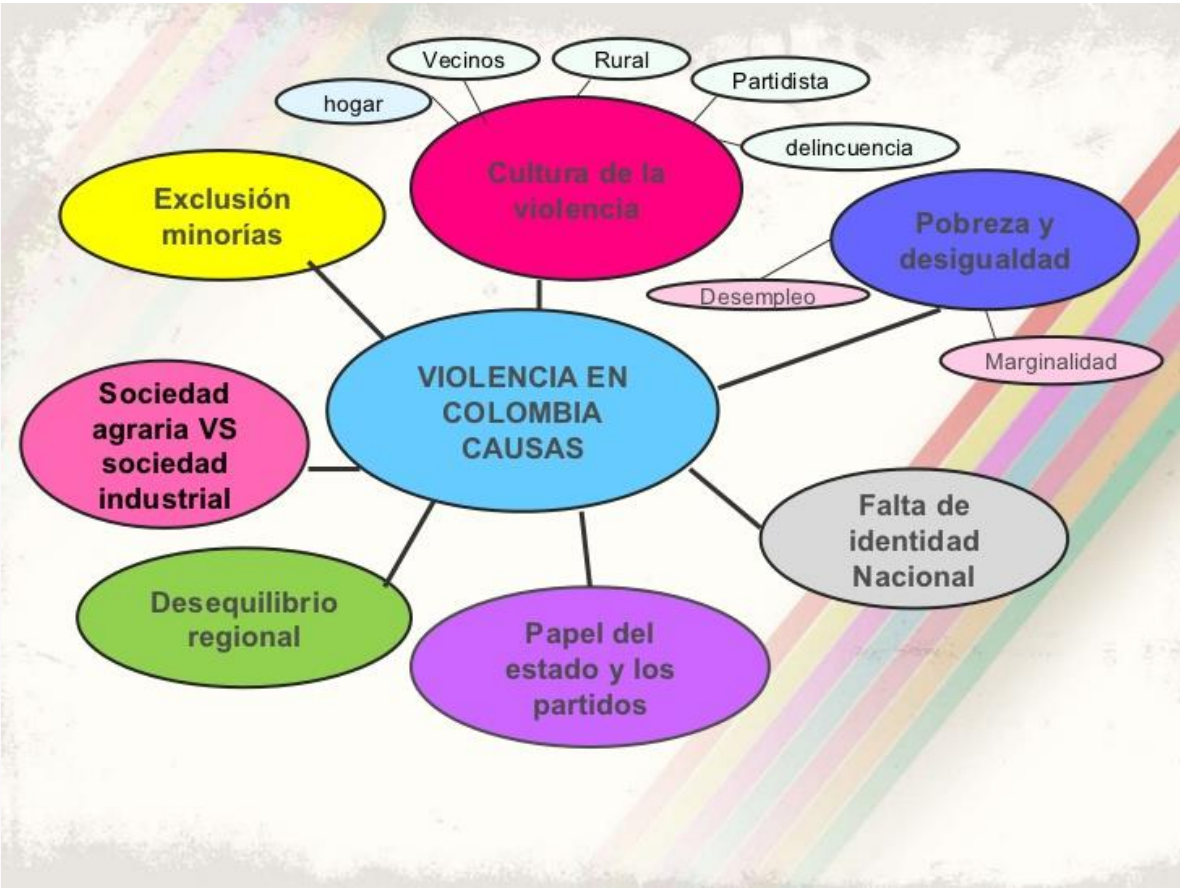 Vecinos
Rural
Partidista
hogar
delincuencia
Cultura de la
violencia
Exclusión
minorías
Pobreza y
desigualdad
Desempleo
Marginalidad
VIOLENCIA EN
COLOMBIA
CAUSAS
Sociedad
agraria VS
sociedad
industrial
Falta de
identidad
Nacional
Desequilibrio
regional
Papel del
estado y los
partidos